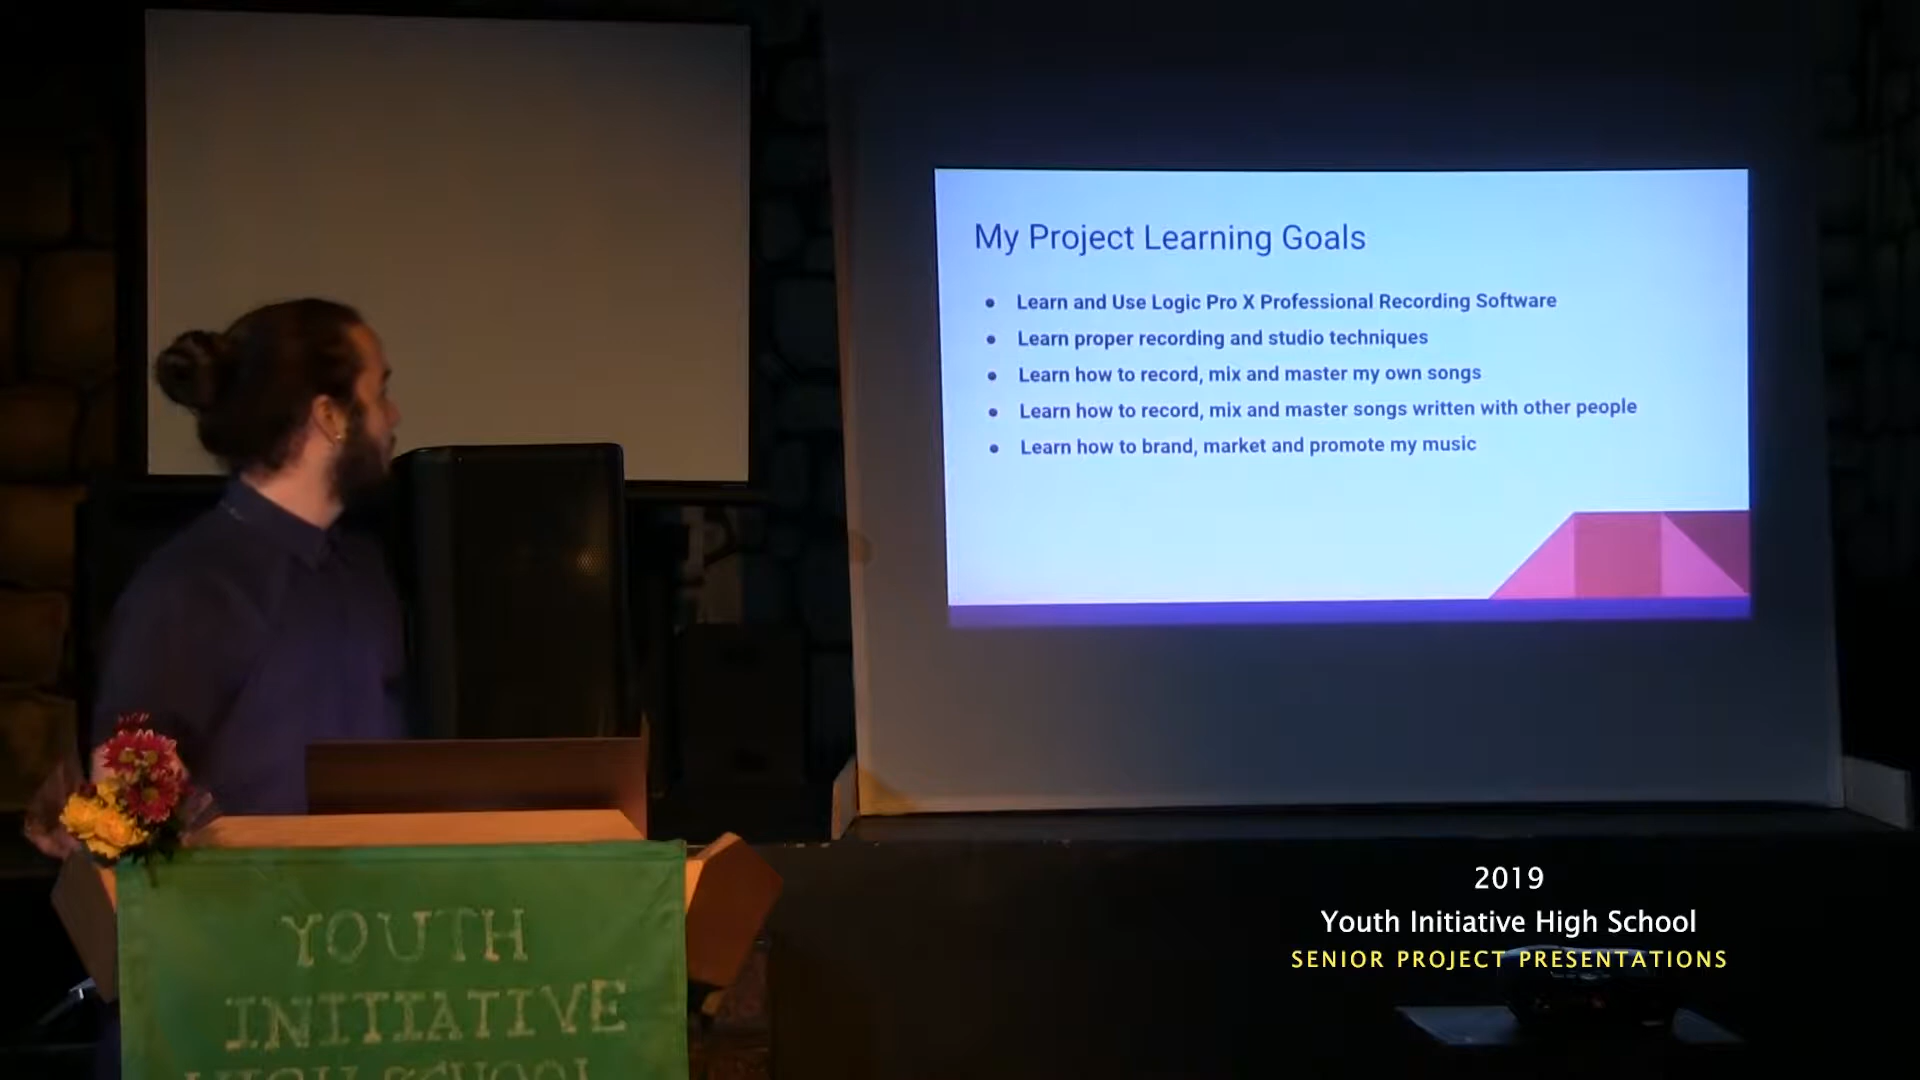 My Project Learning Goals
• Learn and Use Logic Pro X Professional Recording Software
• Learn proper recording and studio techniques
• Learn how to record, mix and master my own songs
• Learn how to record, mix and master songs written with other people
• Learn how to brand, market and promote my music
YOUTH
INITIATIVE
HIGH SCHOOL
2019
Youth Initiative High School
SENIOR PROJECT PRESENTATIONS